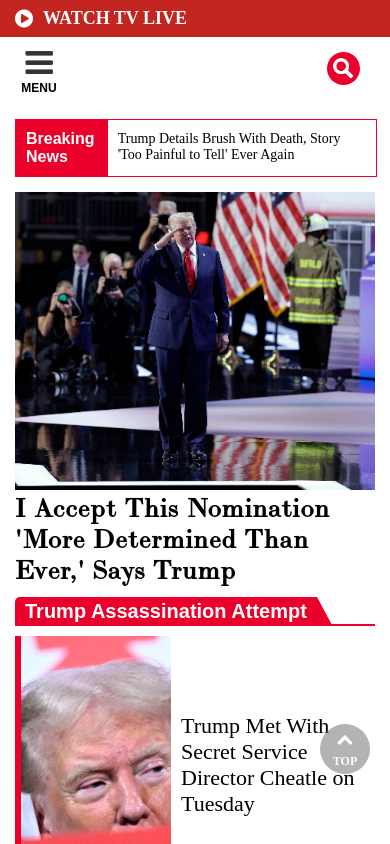 WATCH TV LIVE
MENU
Breaking
News
Trump Details Brush With Death, Story
'Too Painful to Tell' Ever Again
BUFFALO
COMPERATORE
I Accept This Nomination
'More Determined Than
Ever,' Says Trump
Trump Assassination Attempt
Trump Met With
Secret Service
Director Cheatle on
Tuesday
TOP